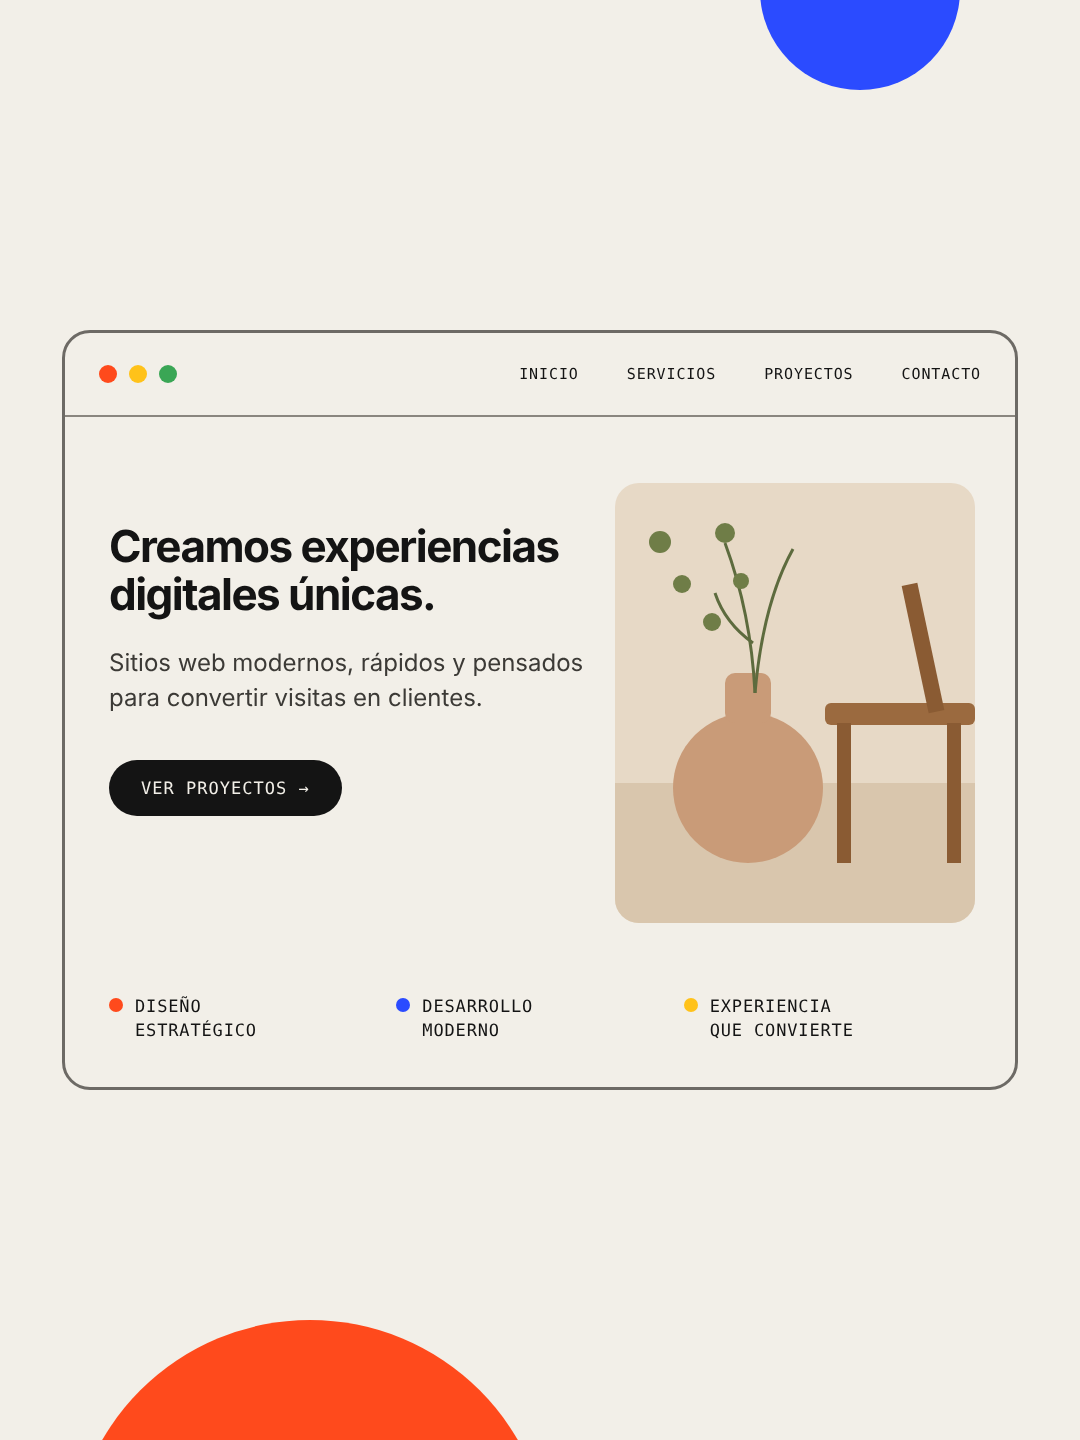 INICIO SERVICIOS PROYECTOS CONTACTO
Creamos experiencias
digitales únicas.
Sitios web modernos, rápidos y pensados
para convertir visitas en clientes.
VER PROYECTOS →
DISEÑO
ESTRATÉGICO
DESARROLLO
MODERNO
EXPERIENCIA
QUE CONVIERTE